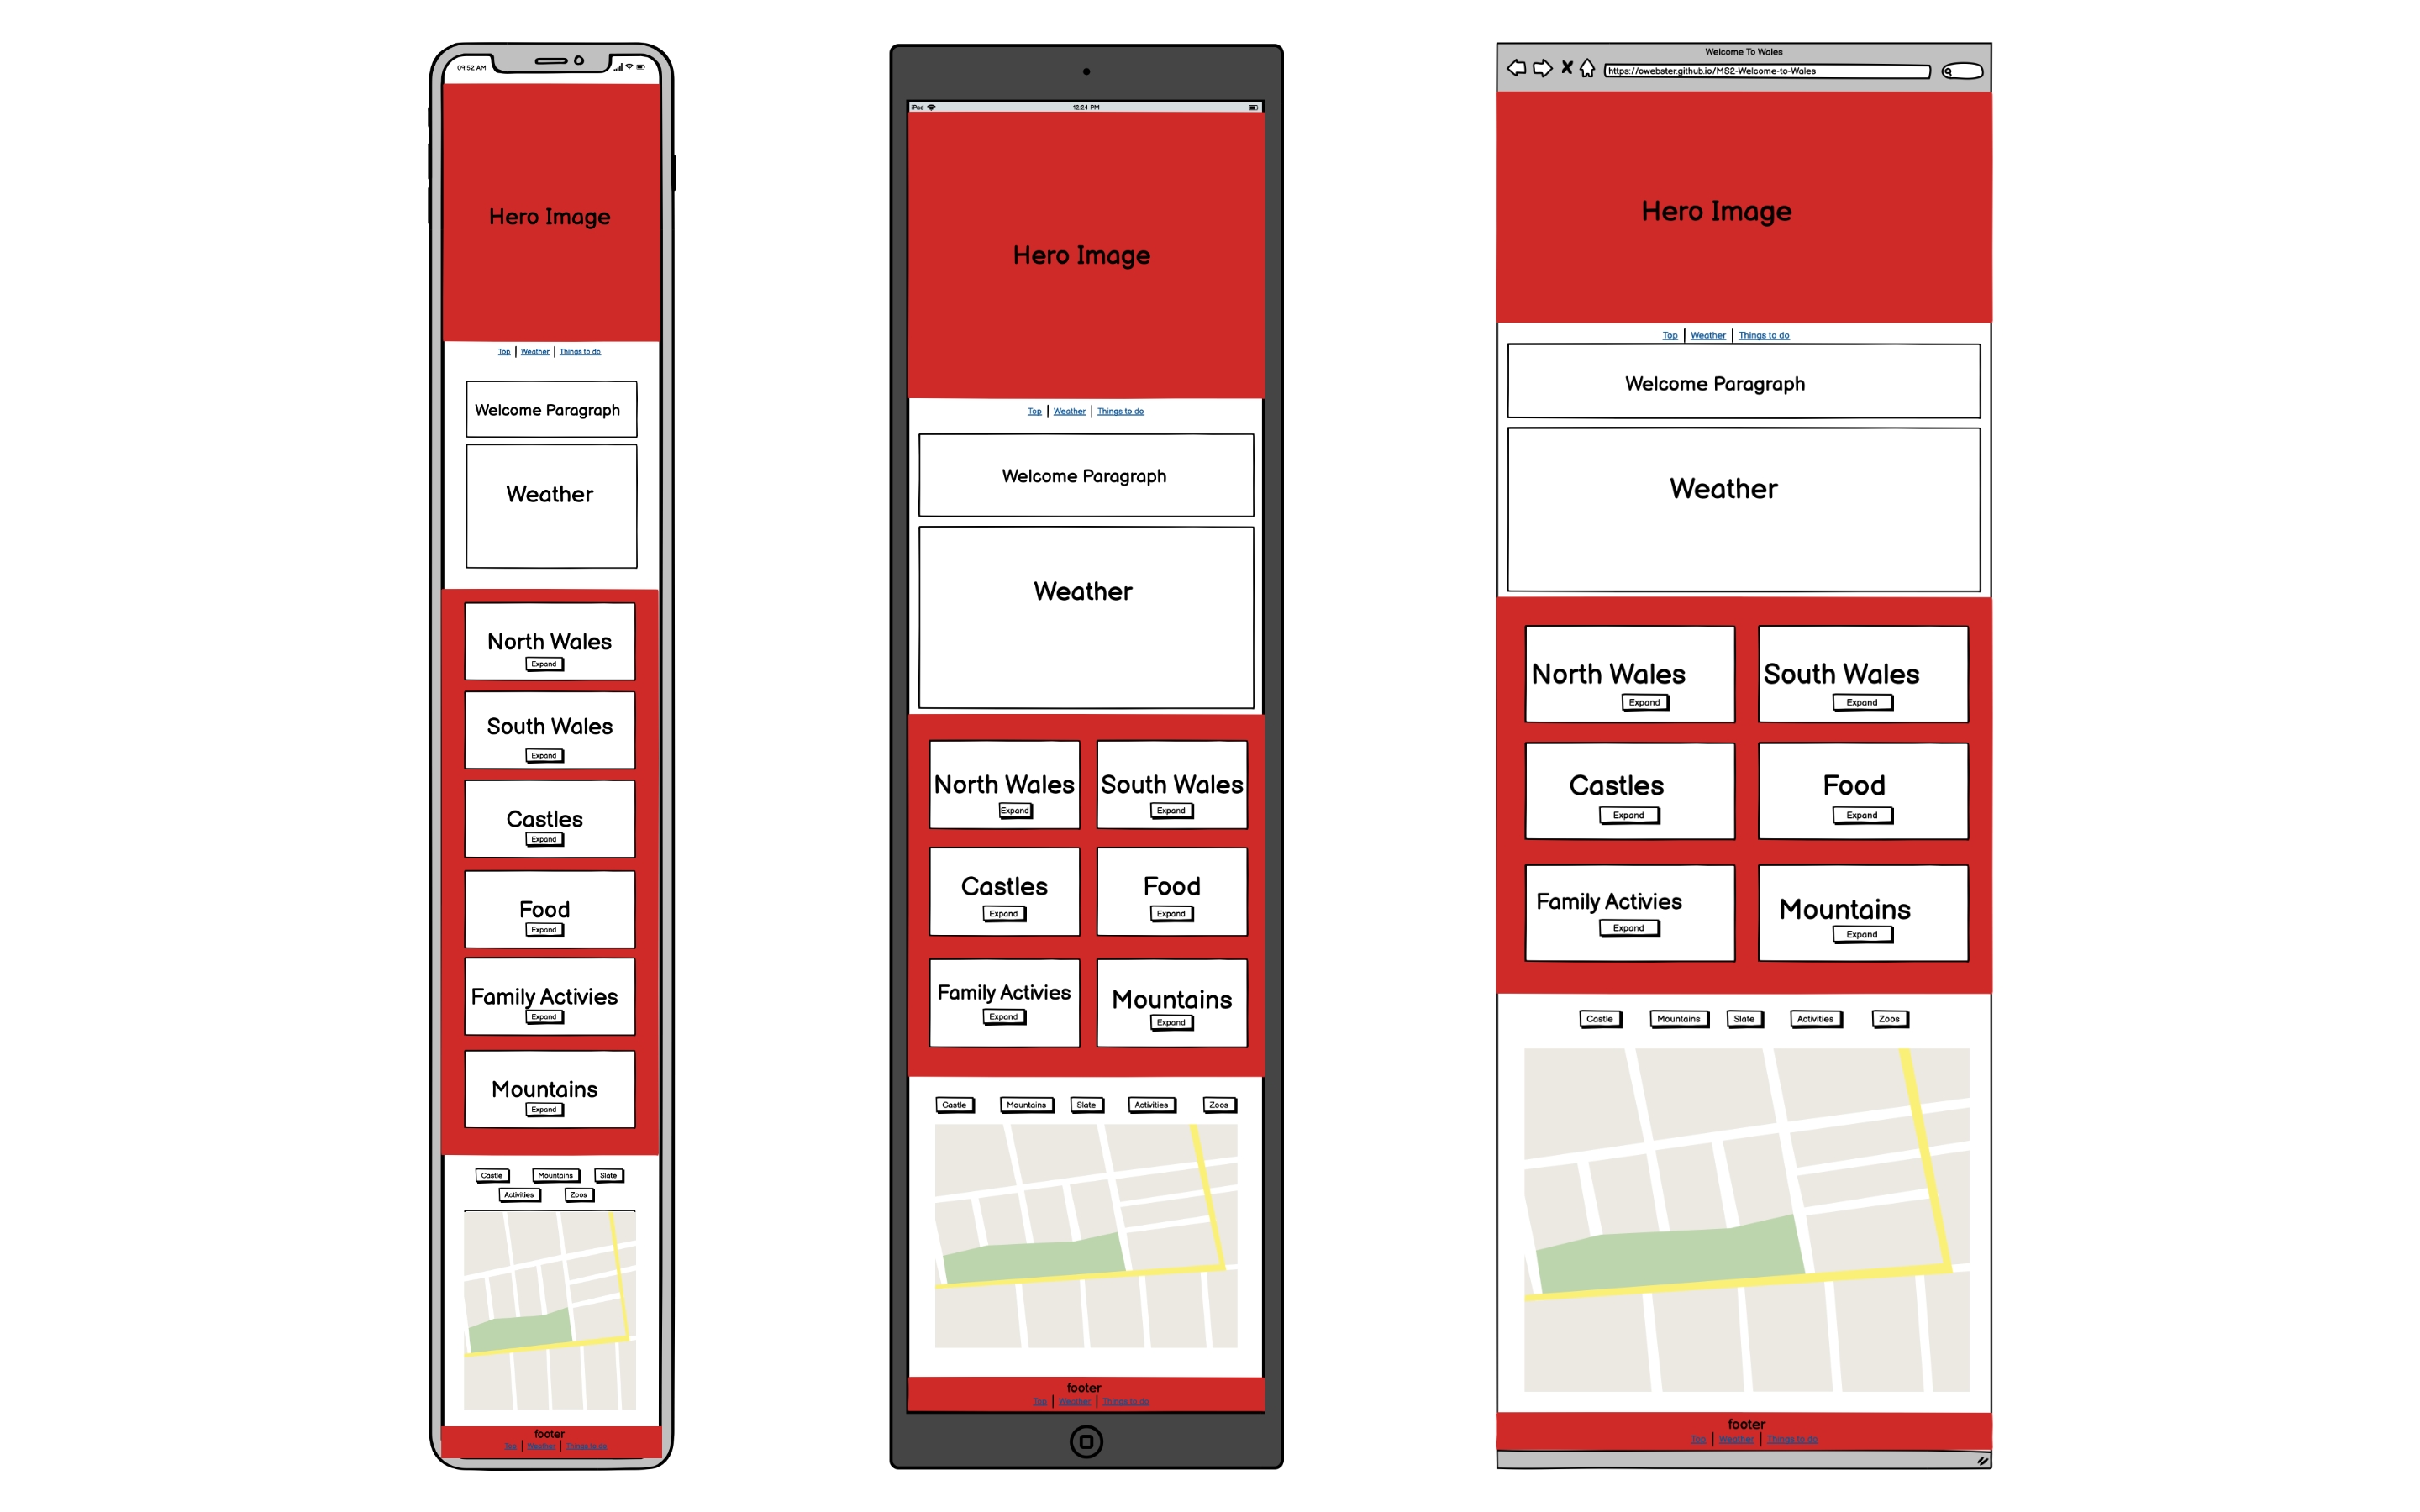 09:52 AM
Hero Image
Top | Weather | Things to do
Welcome Paragraph
Weather
North Wales
Expand
South Wales
Expand
Castles
Expand
Food
Expand
Family Activies
Expand
Mountains
Expand
Castle Mountains Slate
Activities Zoos
footer
Top | Weather | Things to do
iPad 12:24 PM
Hero Image
Top | Weather | Things to do
Welcome Paragraph
Weather
North Wales South Wales
Expand Expand
Castles Food
Expand Expand
Family Activies Mountains
Expand Expand
Castle Mountains Slate Activities Zoos
footer
Top | Weather | Things to do
Welcome To Wales
https://owebster.github.io/MS2-Welcome-to-Wales
Hero Image
Top | Weather | Things to do
Welcome Paragraph
Weather
North Wales South Wales
Expand Expand
Castles Food
Expand Expand
Family Activies Mountains
Expand Expand
Castle Mountains Slate Activities Zoos
footer
Top | Weather | Things to do